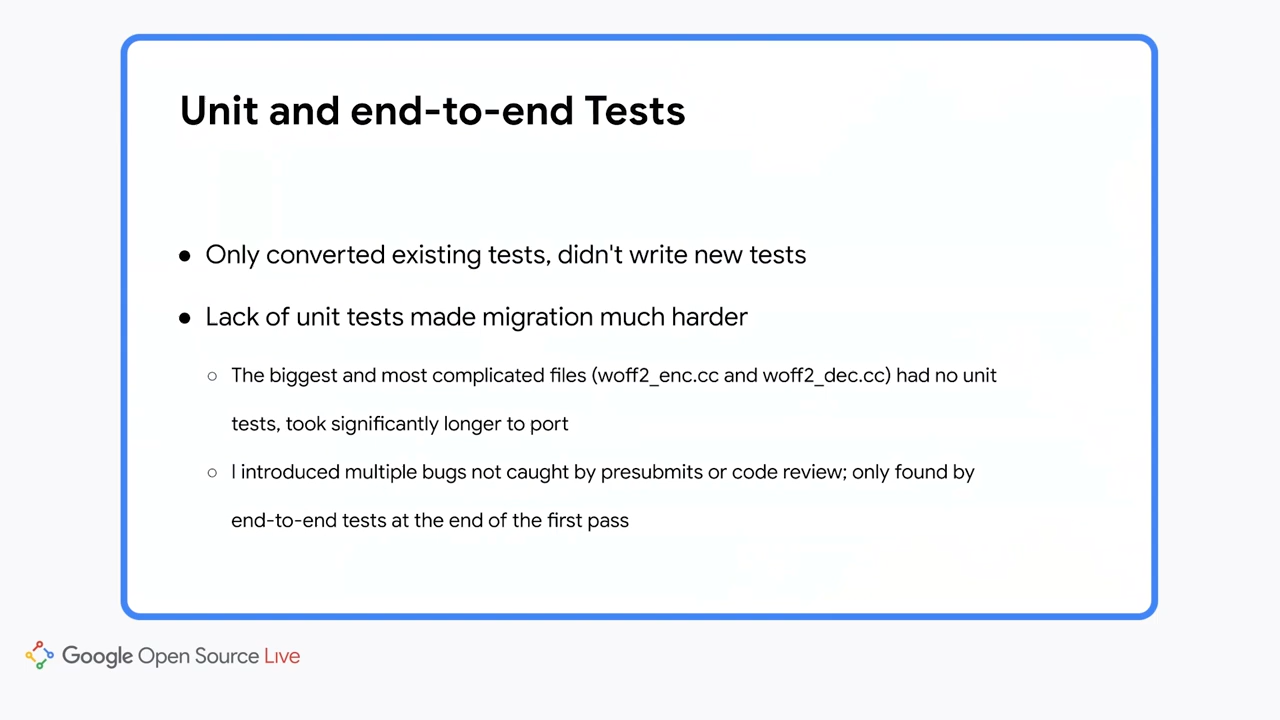 Unit and end-to-end Tests
● Only converted existing tests, didn't write new tests
● Lack of unit tests made migration much harder
○ The biggest and most complicated files (woff2_enc.cc and woff2_dec.cc) had no unit
tests, took significantly longer to port
○ I introduced multiple bugs not caught by presubmits or code review; only found by
end-to-end tests at the end of the first pass
Google Open Source Live